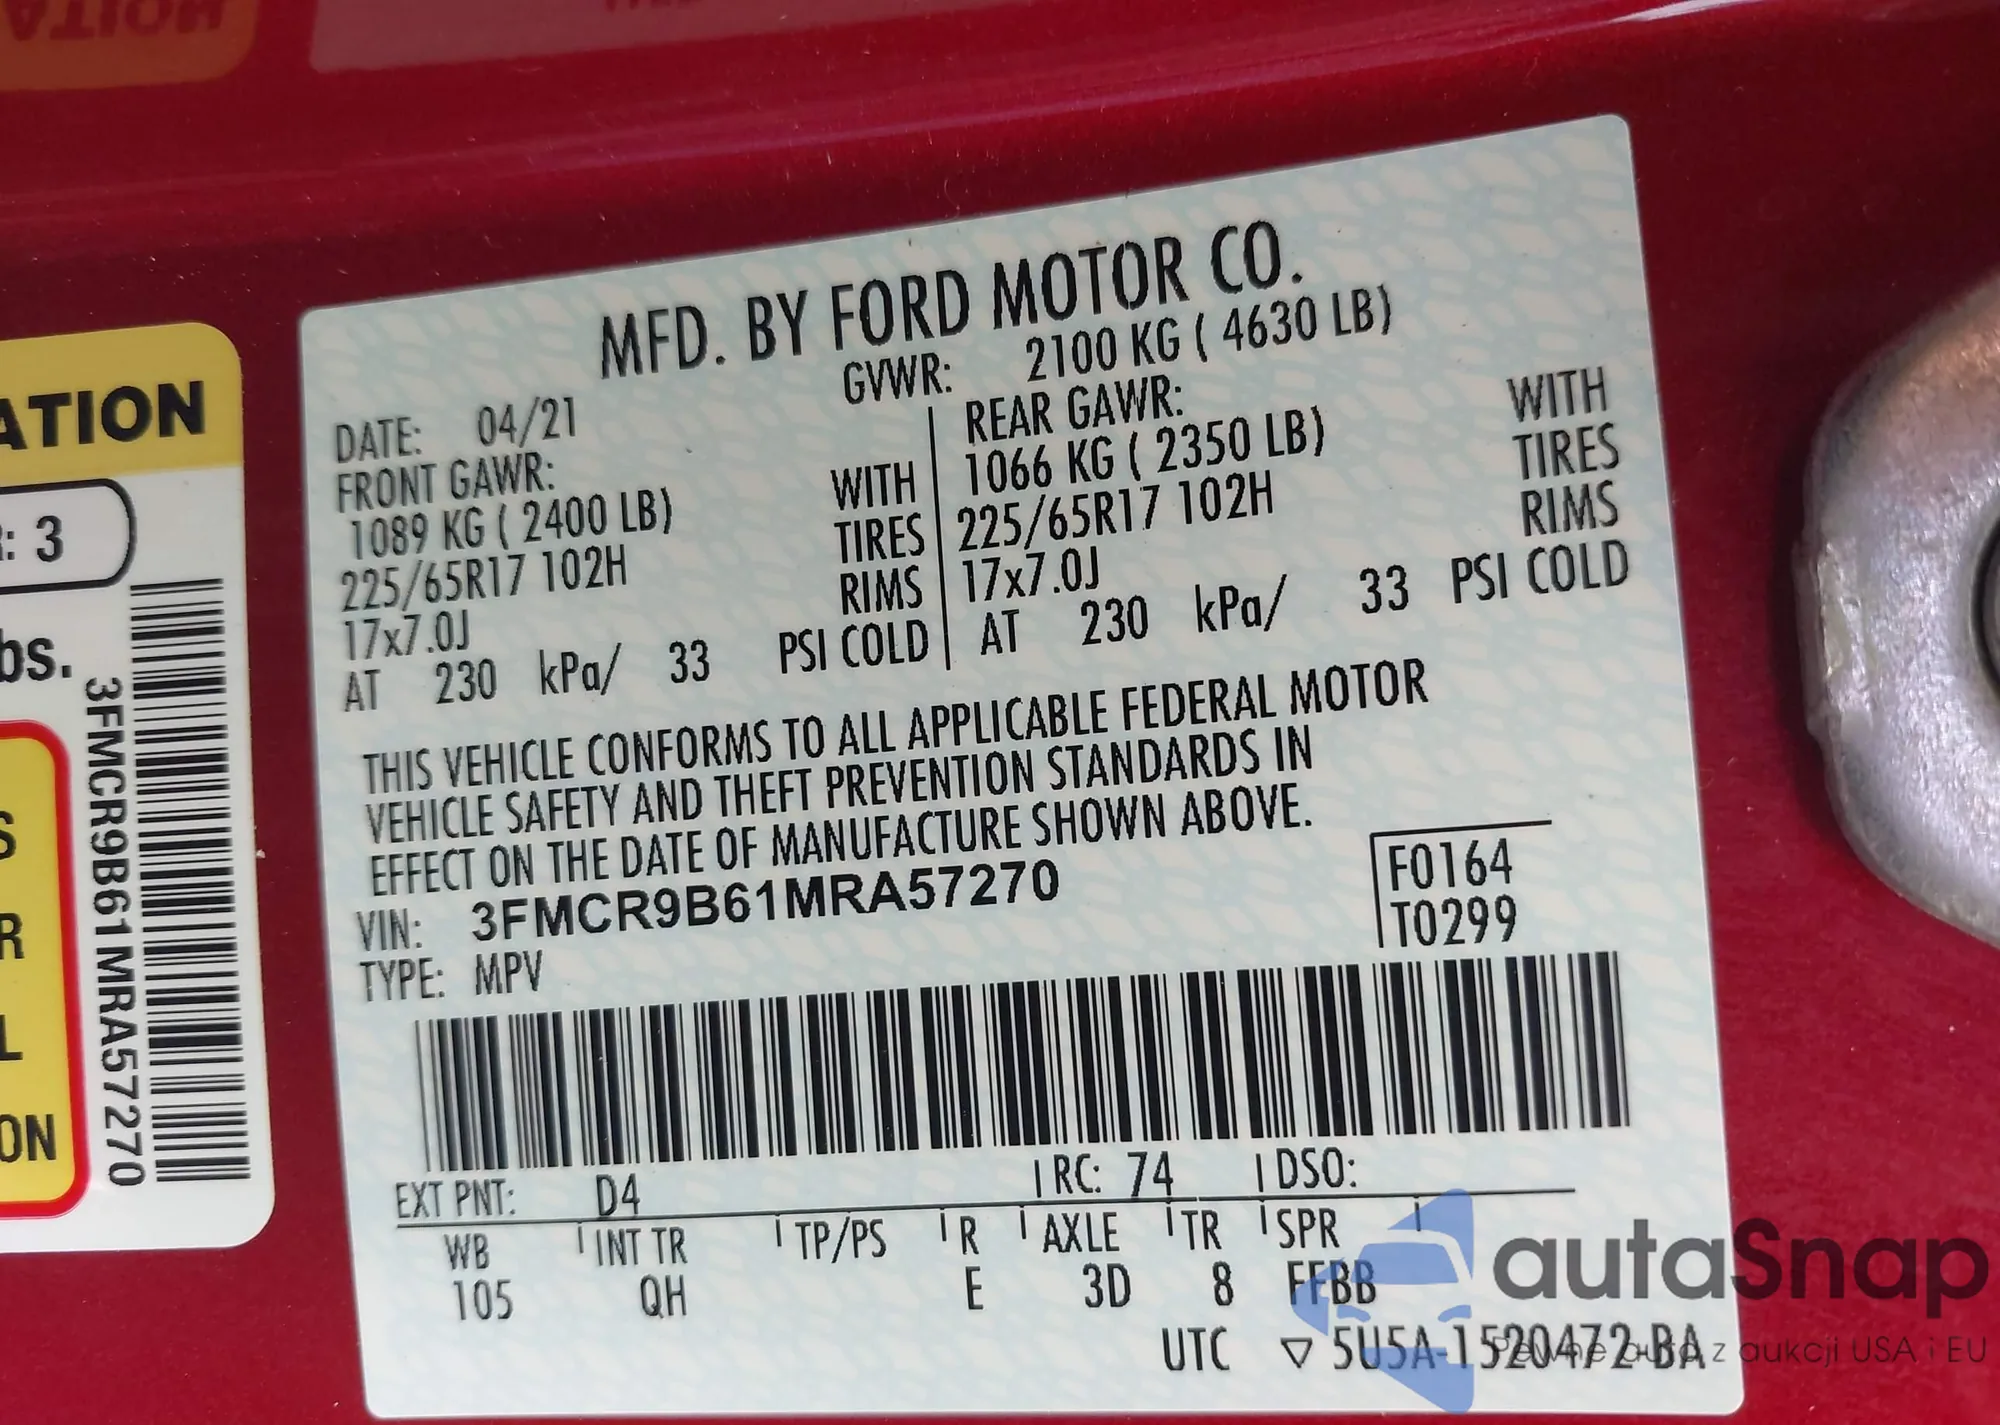 ATION
: 3
bs.
3FMCR9B61MRA57270
S
R
L
ON
MFD. BY FORD MOTOR CO.
GVWR: 2100 KG ( 4630 LB)
DATE: 04/21
FRONT GAWR:
1089 KG ( 2400 LB) WITH
225/65R17 102H TIRES
17x7.0J RIMS
AT 230 kPa/ 33 PSI COLD
REAR GAWR:
1066 KG ( 2350 LB) WITH
225/65R17 102H TIRES
17x7.0J RIMS
AT 230 kPa/ 33 PSI COLD
THIS VEHICLE CONFORMS TO ALL APPLICABLE FEDERAL MOTOR
VEHICLE SAFETY AND THEFT PREVENTION STANDARDS IN
EFFECT ON THE DATE OF MANUFACTURE SHOWN ABOVE.
VIN: 3FMCR9B61MRA57270
TYPE: MPV
F0164
T0299
EXT PNT: D4 RC: 74 DSO:
WB INT TR TP/PS R AXLE TR SPR
105 QH E 3D 8 FFBB
UTC ▽ 5U5A-1520472-BA
autaSnap
Pewne auta z aukcji USA i EU